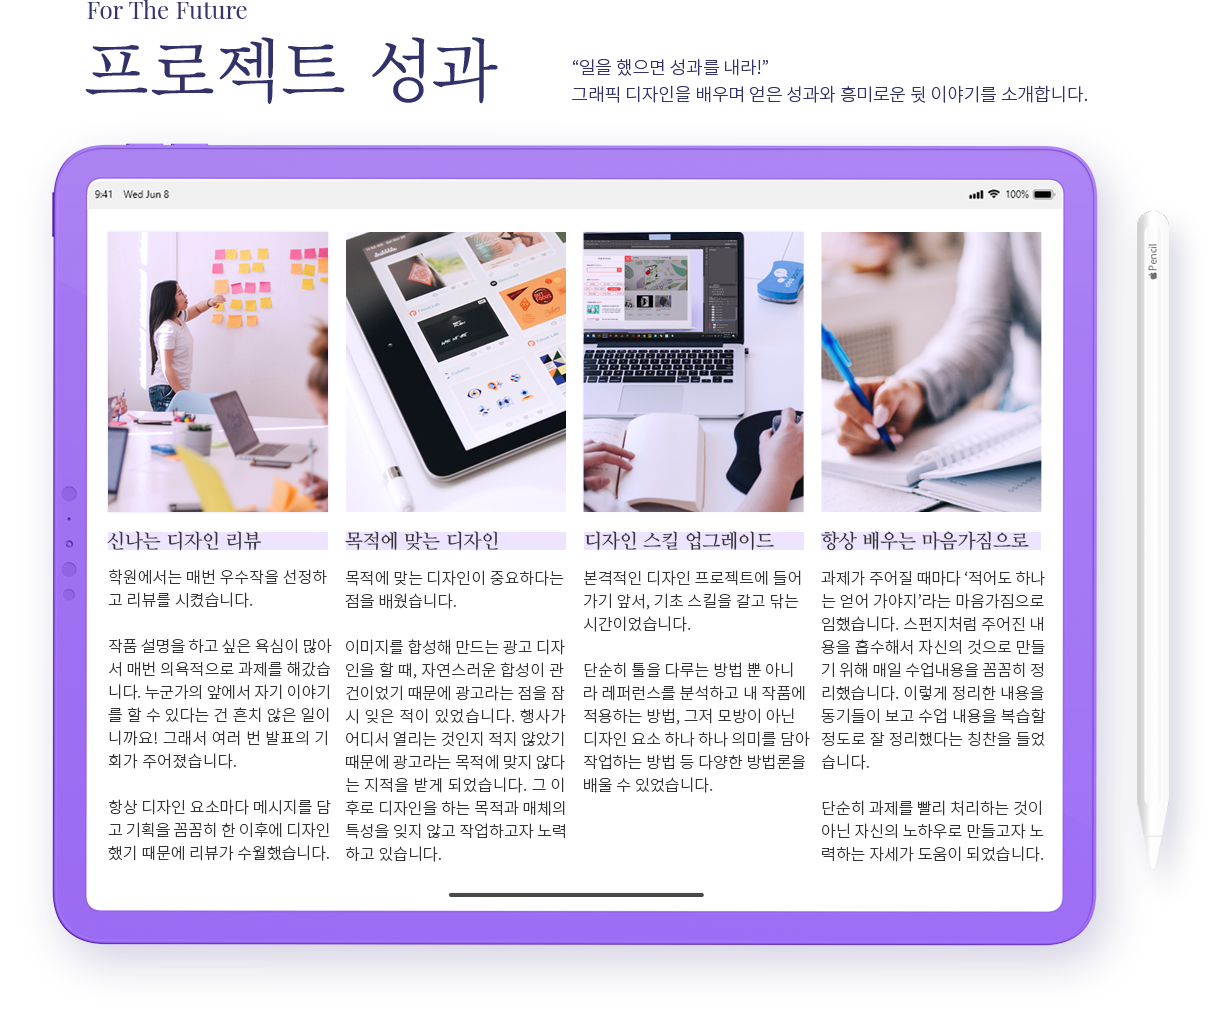 For The Future
프로젝트 성과
“일을 했으면 성과를 내라!”
그래픽 디자인을 배우며 얻은 성과와 흥미로운 뒷 이야기를 소개합니다.
9:41 Wed Jun 8
100%
Pencil
신나는 디자인 리뷰
학원에서는 매번 우수작을 선정하
고 리뷰를 시켰습니다.
작품 설명을 하고 싶은 욕심이 많아
서 매번 의욕적으로 과제를 해갔습
니다. 누군가의 앞에서 자기 이야기
를 할 수 있다는 건 흔치 않은 일이
니까요! 그래서 여러 번 발표의 기
회가 주어졌습니다.
항상 디자인 요소마다 메시지를 담
고 기획을 꼼꼼히 한 이후에 디자인
했기 때문에 리뷰가 수월했습니다.
목적에 맞는 디자인
목적에 맞는 디자인이 중요하다는
점을 배웠습니다.
이미지를 합성해 만드는 광고 디자
인을 할 때, 자연스러운 합성이 관
건이었기 때문에 광고라는 점을 잠
시 잊은 적이 있었습니다. 행사가
어디서 열리는 것인지 적지 않았기
때문에 광고라는 목적에 맞지 않다
는 지적을 받게 되었습니다. 그 이
후로 디자인을 하는 목적과 매체의
특성을 잊지 않고 작업하고자 노력
하고 있습니다.
디자인 스킬 업그레이드
본격적인 디자인 프로젝트에 들어
가기 앞서, 기초 스킬을 갈고 닦는
시간이었습니다.
단순히 툴을 다루는 방법 뿐 아니
라 레퍼런스를 분석하고 내 작품에
적용하는 방법, 그저 모방이 아닌
디자인 요소 하나 하나 의미를 담아
작업하는 방법 등 다양한 방법론을
배울 수 있었습니다.
항상 배우는 마음가짐으로
과제가 주어질 때마다 ‘적어도 하나
는 얻어 가야지’라는 마음가짐으로
임했습니다. 스펀지처럼 주어진 내
용을 흡수해서 자신의 것으로 만들
기 위해 매일 수업내용을 꼼꼼히 정
리했습니다. 이렇게 정리한 내용을
동기들이 보고 수업 내용을 복습할
정도로 잘 정리했다는 칭찬을 들었
습니다.
단순히 과제를 빨리 처리하는 것이
아닌 자신의 노하우로 만들고자 노
력하는 자세가 도움이 되었습니다.